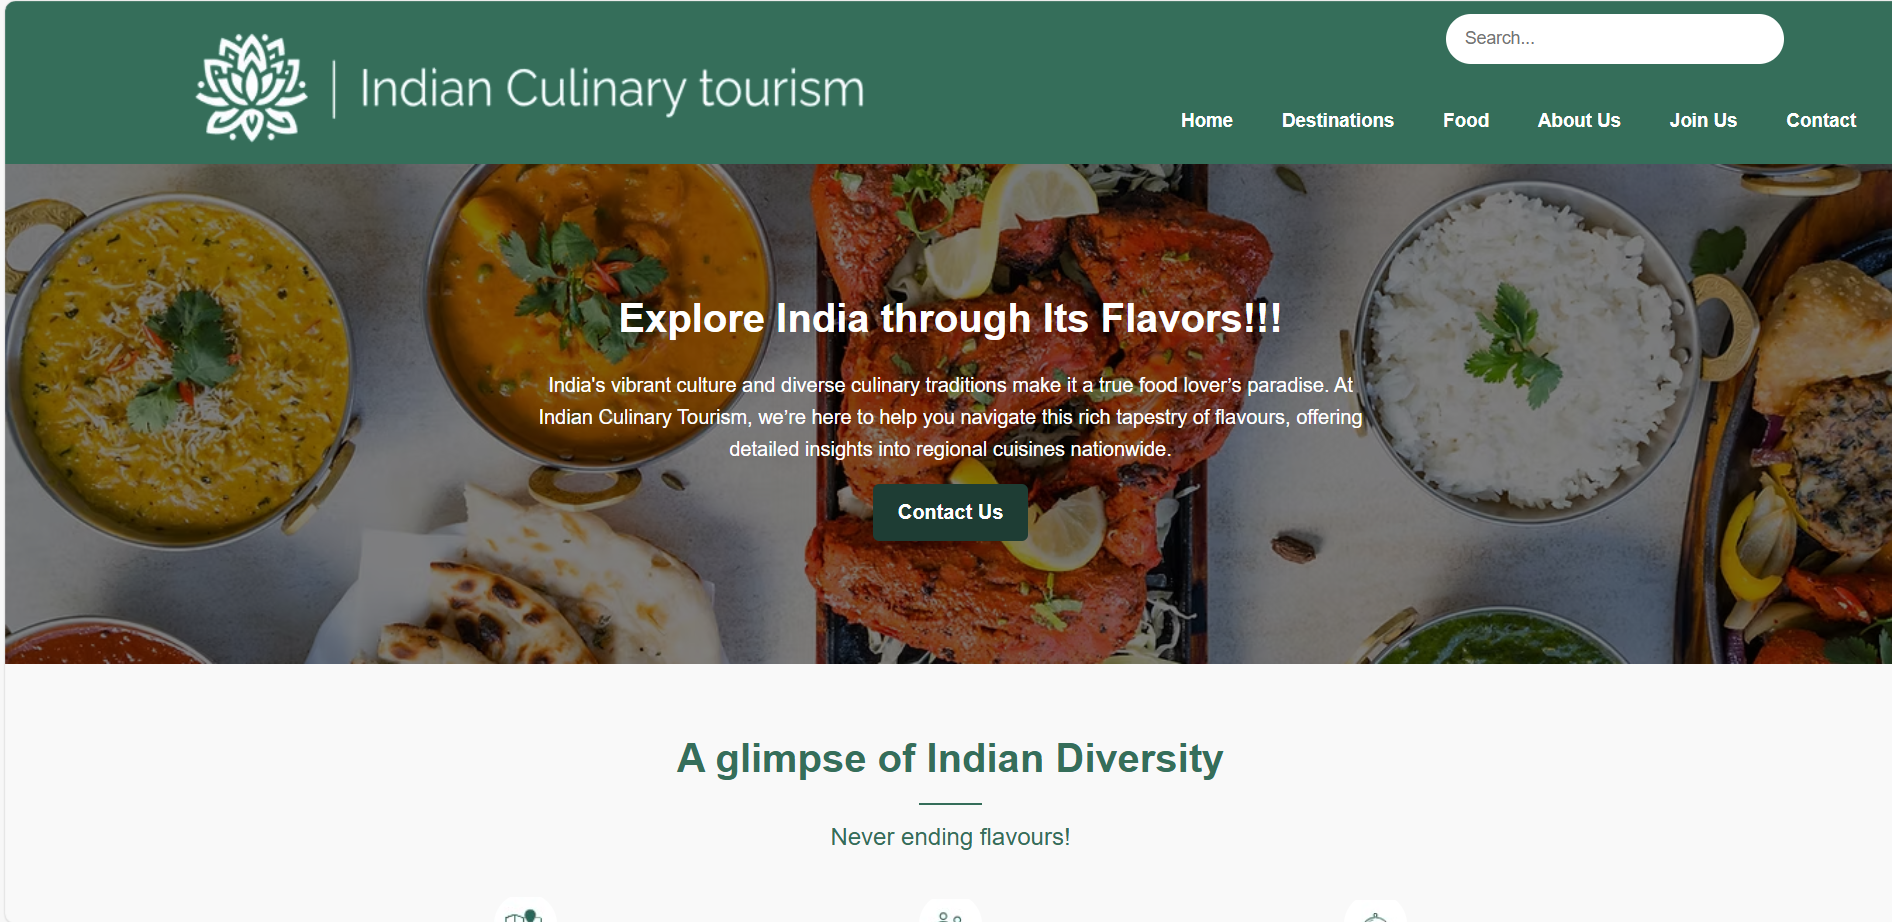 Indian Culinary tourism
Search...
Home Destinations Food About Us Join Us Contact
Explore India through Its Flavors!!!
India's vibrant culture and diverse culinary traditions make it a true food lover’s paradise. At
Indian Culinary Tourism, we’re here to help you navigate this rich tapestry of flavours, offering
detailed insights into regional cuisines nationwide.
Contact Us
A glimpse of Indian Diversity
Never ending flavours!